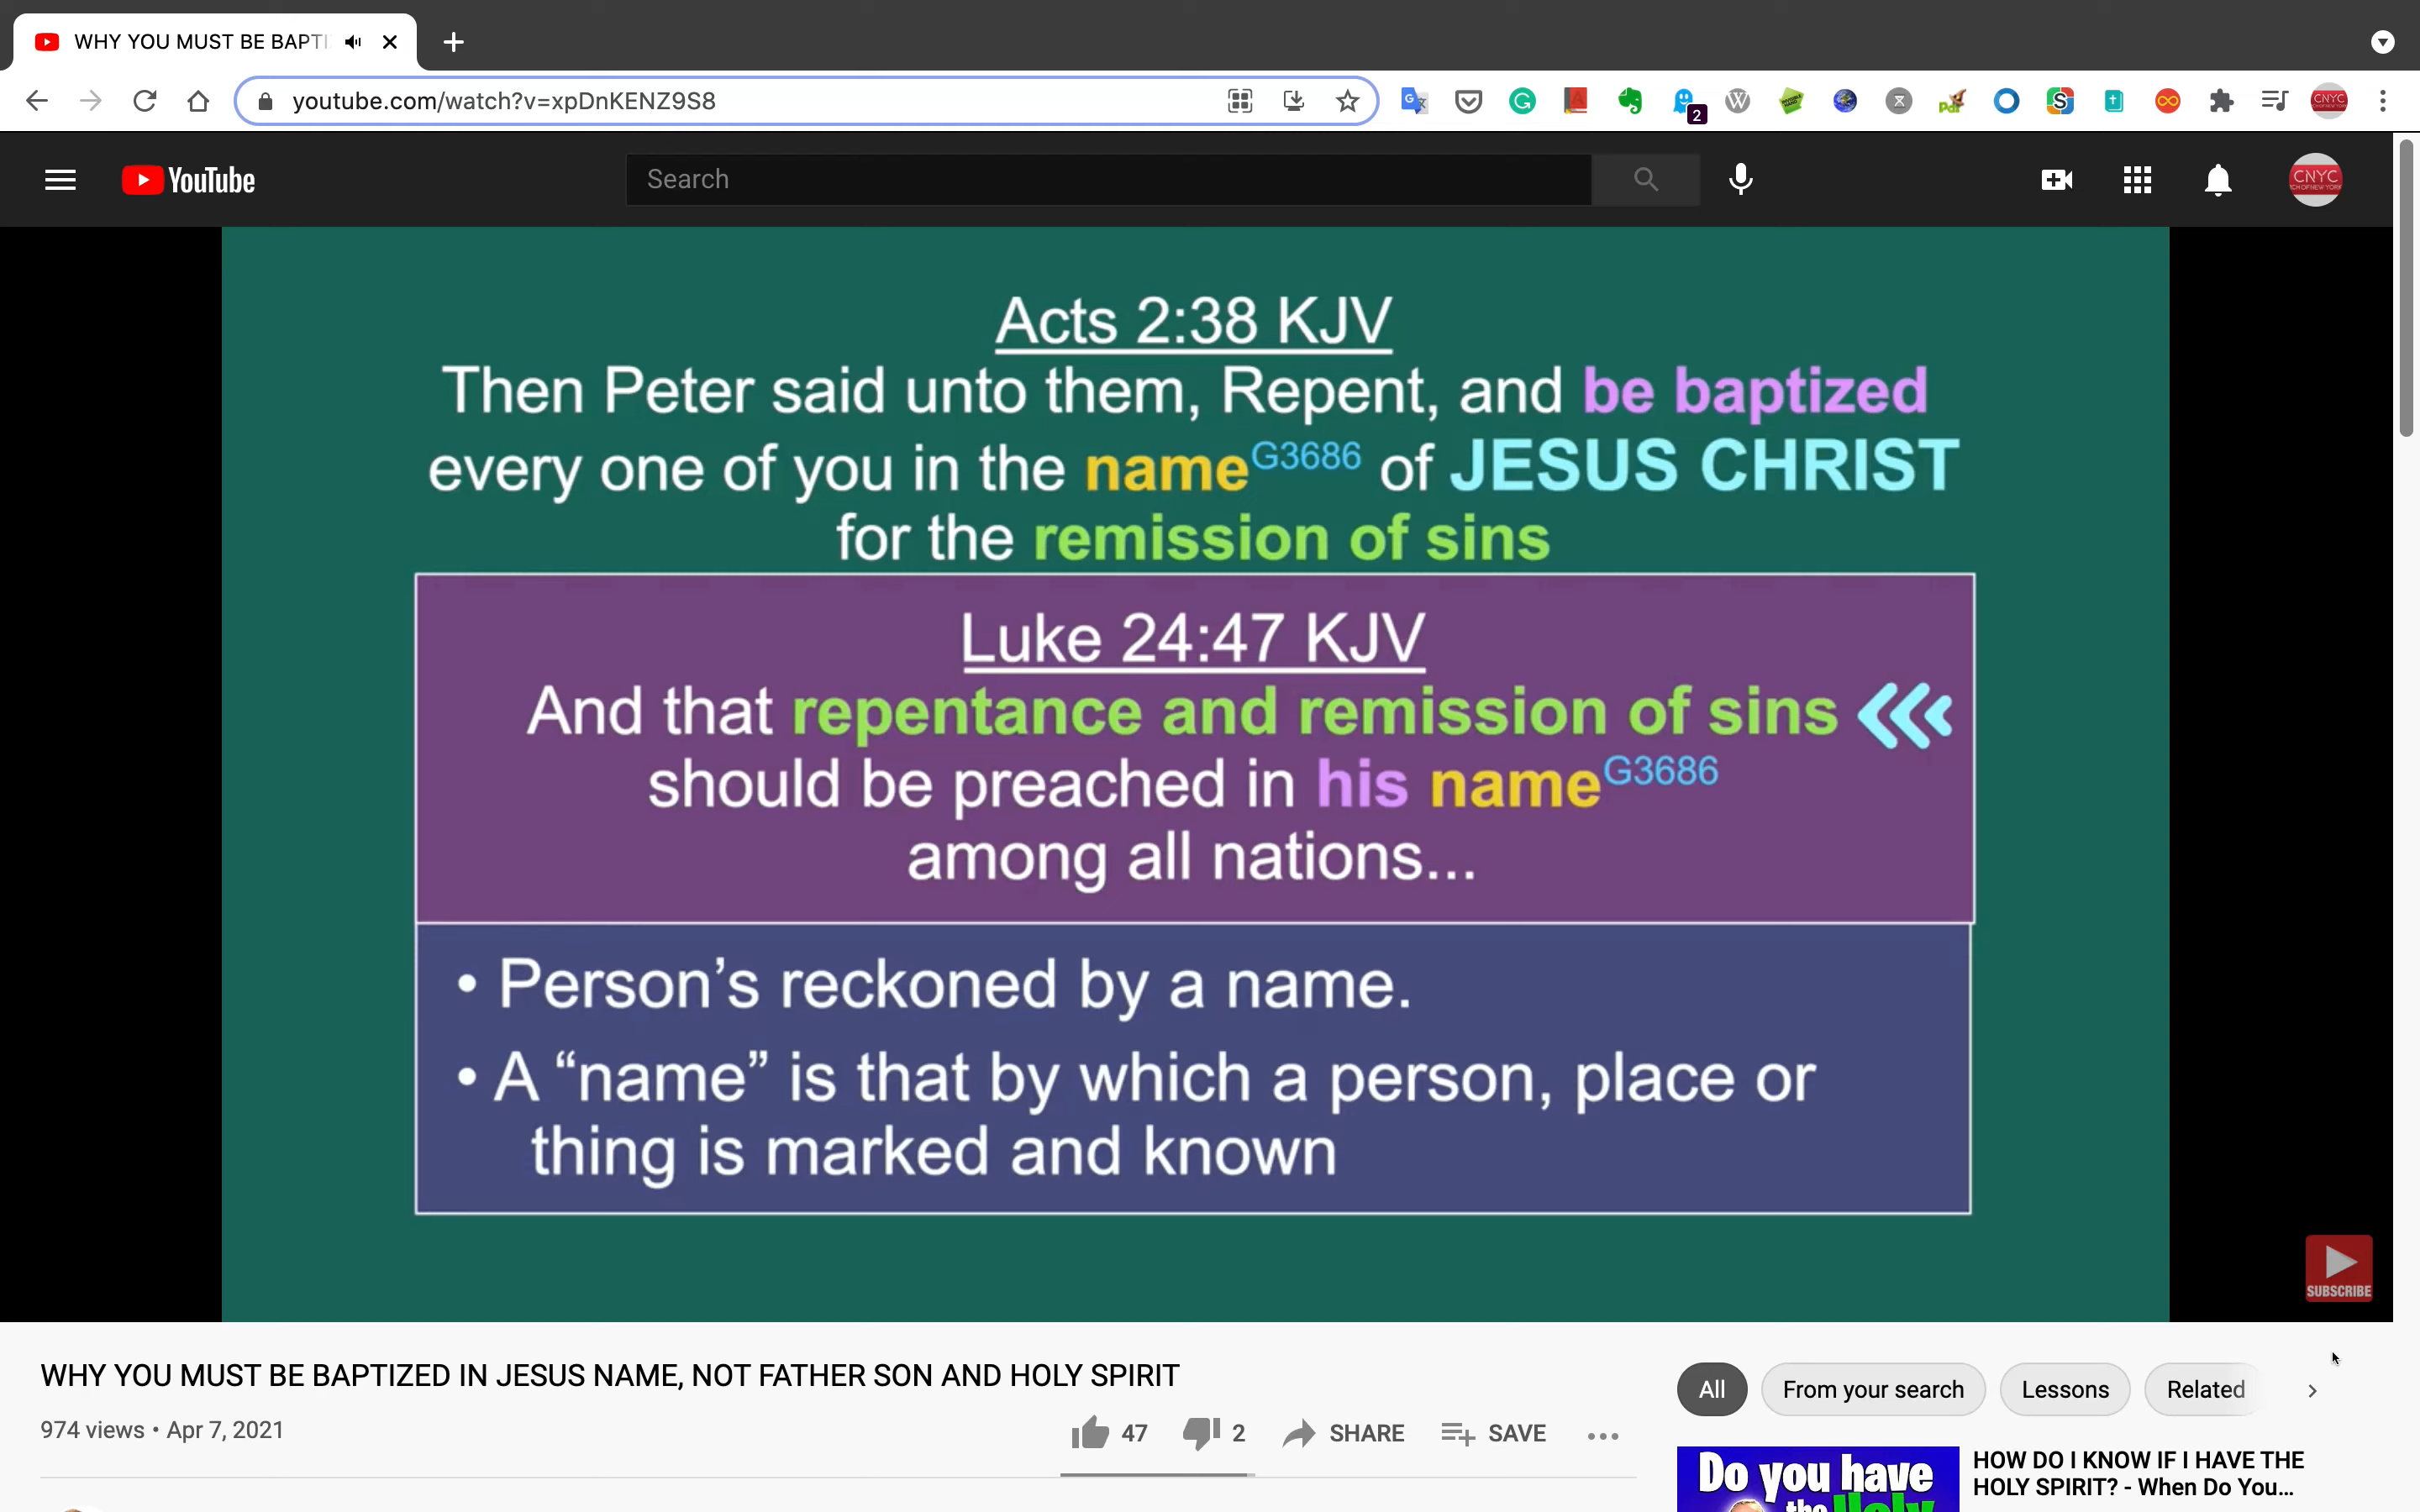 WHY YOU MUST BE BAPTI
youtube.com/watch?v=xpDnKENZ9S8
2
CNYC
YouTube
Search
CNYC
Acts 2:38 KJV
Then Peter said unto them, Repent, and be baptized
every one of you in the name G3686 of JESUS CHRIST
for the remission of sins
Luke 24:47 KJV
And that repentance and remission of sins
should be preached in his name G3686
among all nations...
• Person’s reckoned by a name.
• A “name” is that by which a person, place or
thing is marked and known
SUBSCRIBE
WHY YOU MUST BE BAPTIZED IN JESUS NAME, NOT FATHER SON AND HOLY SPIRIT
974 views • Apr 7, 2021
47
2
SHARE
SAVE
All
From your search
Lessons
Related
Do you have
the Holy
HOW DO I KNOW IF I HAVE THE
HOLY SPIRIT? - When Do You...